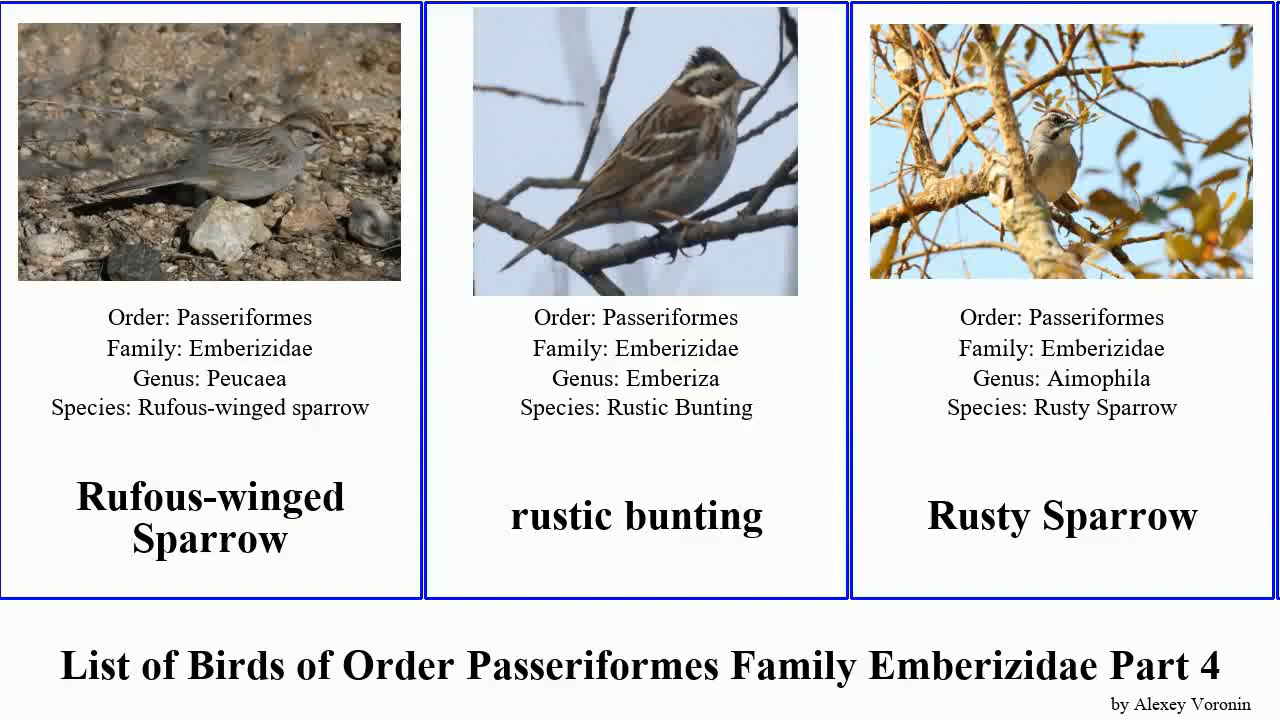 Order: Passeriformes
Family: Emberizidae
Genus: Peucaea
Species: Rufous-winged sparrow
Rufous-winged
Sparrow
Order: Passeriformes
Family: Emberizidae
Genus: Emberiza
Species: Rustic Bunting
rustic bunting
Order: Passeriformes
Family: Emberizidae
Genus: Aimophila
Species: Rusty Sparrow
Rusty Sparrow
List of Birds of Order Passeriformes Family Emberizidae Part 4
by Alexey Voronin